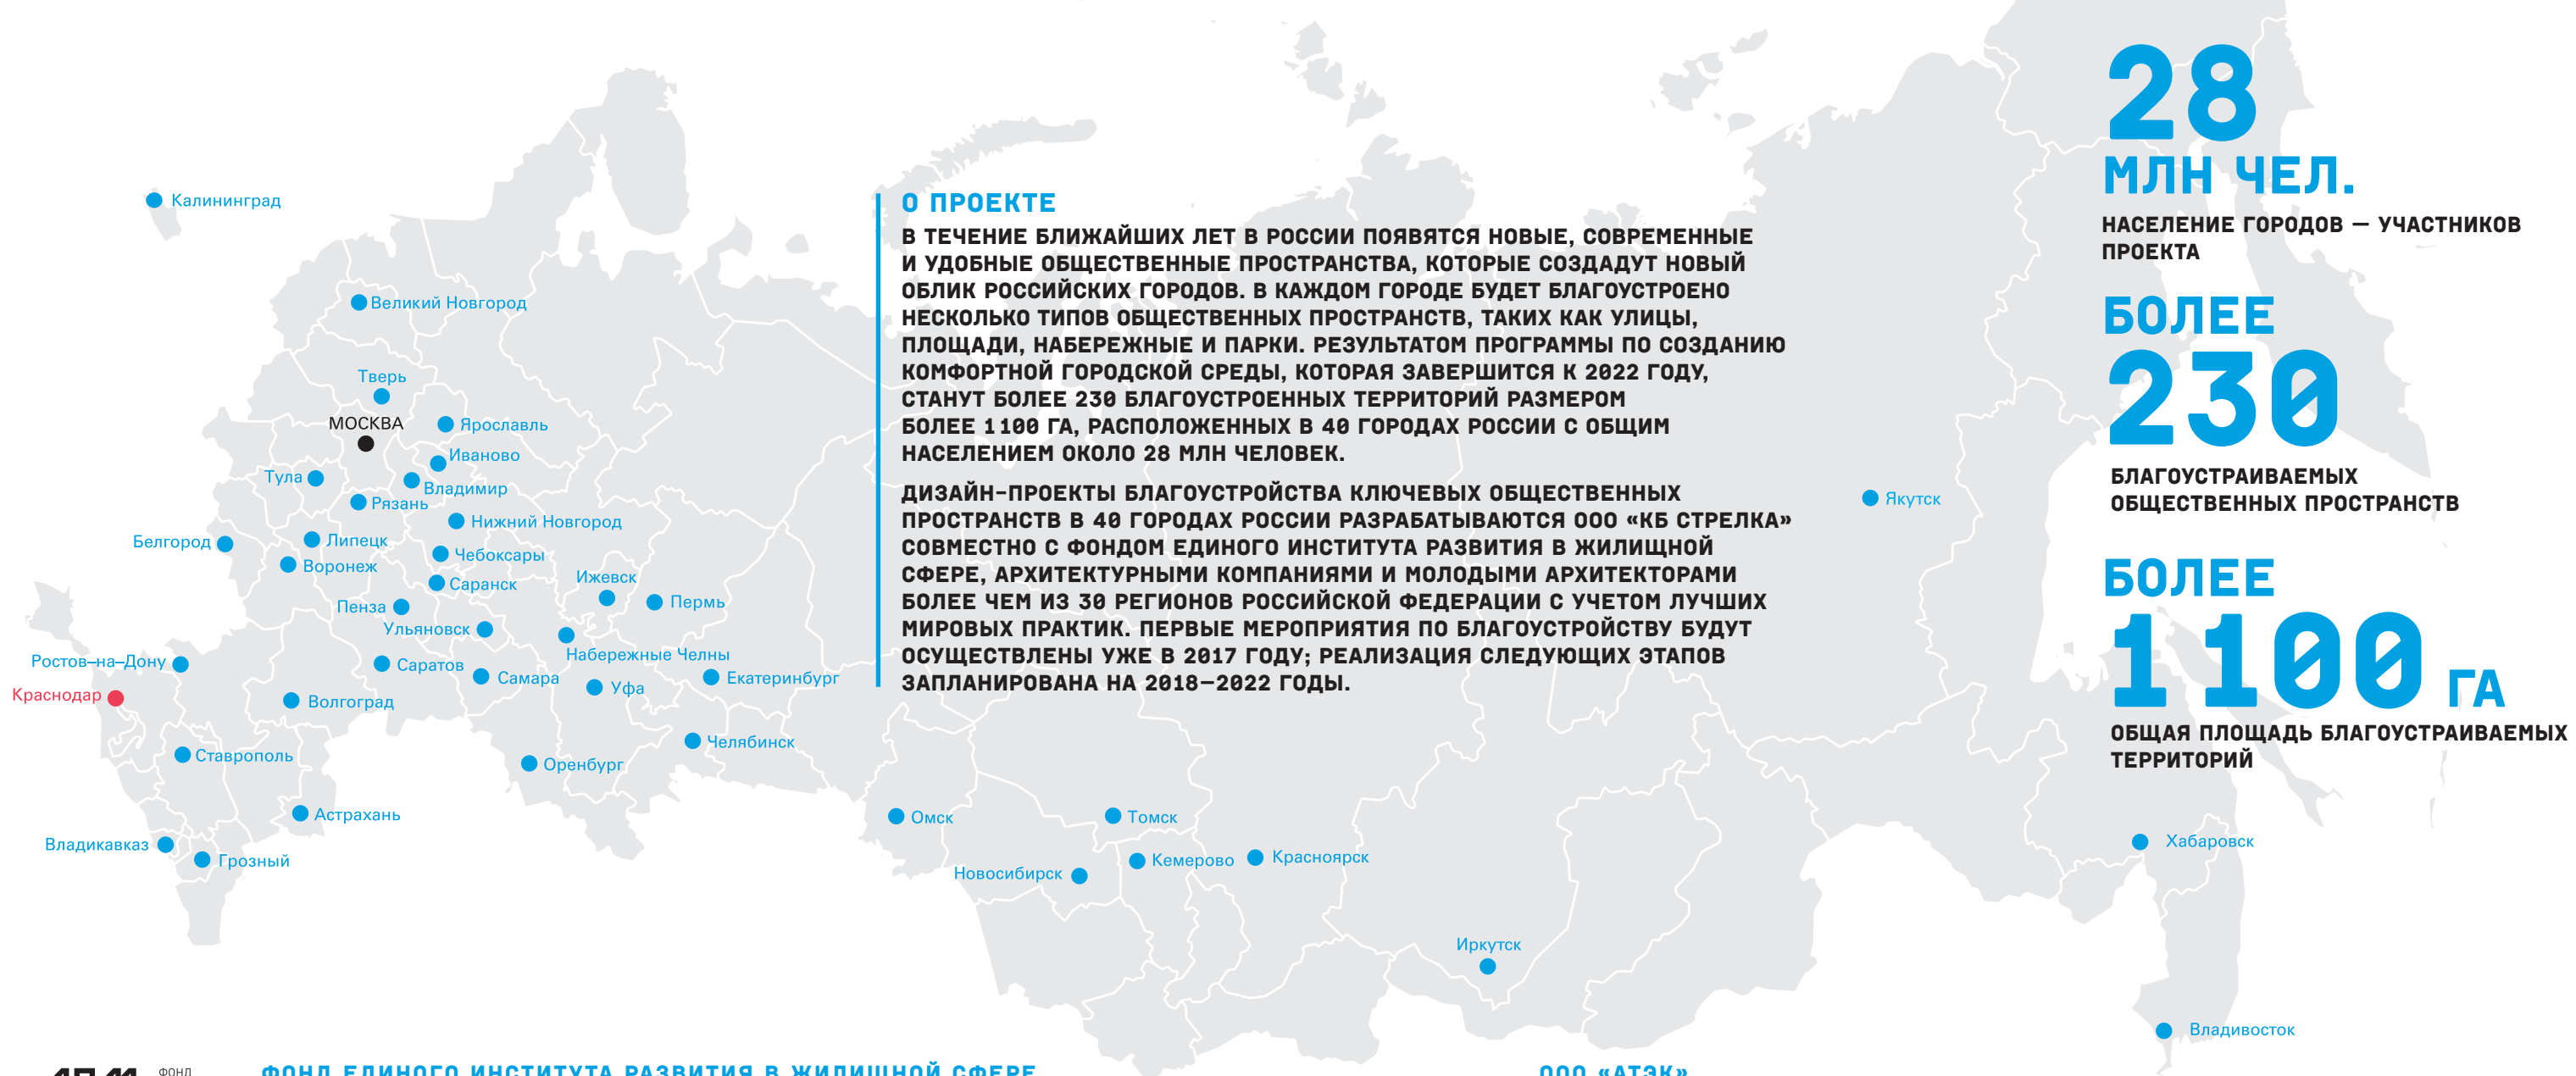 Калининград
Великий Новгород
Тверь
МОСКВА
Ярославль
Иваново
Тула
Владимир
Рязань
Нижний Новгород
Белгород
Липецк
Чебоксары
Воронеж
Саранск
Ижевск
Пермь
Пенза
Ульяновск
Набережные Челны
Ростов–на–Дону
Саратов
Самара
Екатеринбург
Уфа
Краснодар
Волгоград
Челябинск
Ставрополь
Оренбург
Астрахань
Владикавказ
Грозный
О ПРОЕКТЕ
В ТЕЧЕНИЕ БЛИЖАЙШИХ ЛЕТ В РОССИИ ПОЯВЯТСЯ НОВЫЕ, СОВРЕМЕННЫЕ
И УДОБНЫЕ ОБЩЕСТВЕННЫЕ ПРОСТРАНСТВА, КОТОРЫЕ СОЗДАДУТ НОВЫЙ
ОБЛИК РОССИЙСКИХ ГОРОДОВ. В КАЖДОМ ГОРОДЕ БУДЕТ БЛАГОУСТРОЕНО
НЕСКОЛЬКО ТИПОВ ОБЩЕСТВЕННЫХ ПРОСТРАНСТВ, ТАКИХ КАК УЛИЦЫ,
ПЛОЩАДИ, НАБЕРЕЖНЫЕ И ПАРКИ. РЕЗУЛЬТАТОМ ПРОГРАММЫ ПО СОЗДАНИЮ
КОМФОРТНОЙ ГОРОДСКОЙ СРЕДЫ, КОТОРАЯ ЗАВЕРШИТСЯ К 2022 ГОДУ,
СТАНУТ БОЛЕЕ 230 БЛАГОУСТРОЕННЫХ ТЕРРИТОРИЙ РАЗМЕРОМ
БОЛЕЕ 1 100 ГА, РАСПОЛОЖЕННЫХ В 40 ГОРОДАХ РОССИИ С ОБЩИМ
НАСЕЛЕНИЕМ ОКОЛО 28 МЛН ЧЕЛОВЕК.
ДИЗАЙН-ПРОЕКТЫ БЛАГОУСТРОЙСТВА КЛЮЧЕВЫХ ОБЩЕСТВЕННЫХ
ПРОСТРАНСТВ В 40 ГОРОДАХ РОССИИ РАЗРАБАТЫВАЮТСЯ ООО «КБ СТРЕЛКА»
СОВМЕСТНО С ФОНДОМ ЕДИНОГО ИНСТИТУТА РАЗВИТИЯ В ЖИЛИЩНОЙ
СФЕРЕ, АРХИТЕКТУРНЫМИ КОМПАНИЯМИ И МОЛОДЫМИ АРХИТЕКТОРАМИ
БОЛЕЕ ЧЕМ ИЗ 30 РЕГИОНОВ РОССИЙСКОЙ ФЕДЕРАЦИИ С УЧЕТОМ ЛУЧШИХ
МИРОВЫХ ПРАКТИК. ПЕРВЫЕ МЕРОПРИЯТИЯ ПО БЛАГОУСТРОЙСТВУ БУДУТ
ОСУЩЕСТВЛЕНЫ УЖЕ В 2017 ГОДУ; РЕАЛИЗАЦИЯ СЛЕДУЮЩИХ ЭТАПОВ
ЗАПЛАНИРОВАНА НА 2018–2022 ГОДЫ.
Омск
Томск
Новосибирск
Кемерово
Красноярск
Иркутск
Якутск
Хабаровск
Владивосток
28
МЛН ЧЕЛ.
НАСЕЛЕНИЕ ГОРОДОВ — УЧАСТНИКОВ
ПРОЕКТА
БОЛЕЕ
230
БЛАГОУСТРАИВАЕМЫХ
ОБЩЕСТВЕННЫХ ПРОСТРАНСТВ
БОЛЕЕ
1 100 ГА
ОБЩАЯ ПЛОЩАДЬ БЛАГОУСТРАИВАЕМЫХ
ТЕРРИТОРИЙ
ФОНД
ФОНД ЕДИНОГО ИНСТИТУТА РАЗВИТИЯ В ЖИЛИЩНОЙ СФЕРЕ
ООО «АТЭК»